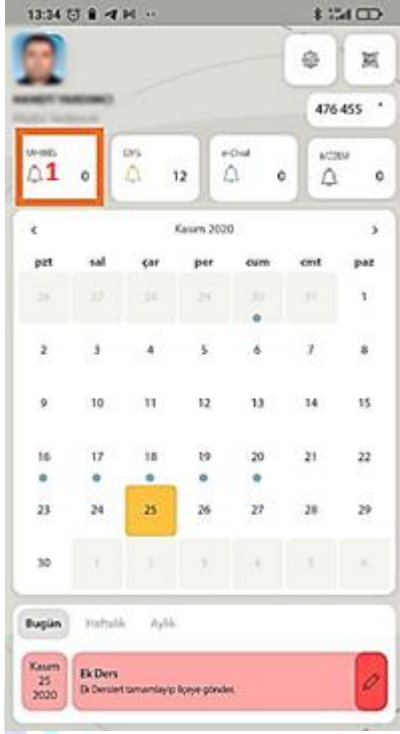 13:34
476 455
MEBBİS
DYS
e-Okul
1
0
12
0
0
Kasım 2020
pzt sal çar per cum cmt paz
26 27 28 29 30 31 1
2 3 4 5 6 7 8
9 10 11 12 13 14 15
16 17 18 19 20 21 22
23 24 25 26 27 28 29
30 1 2 3 4 5 6
Bugün Haftalık Aylık
Kasım
25
2020
Ek Ders
Ek Dersleri tamamlayıp ilçeye gönder.